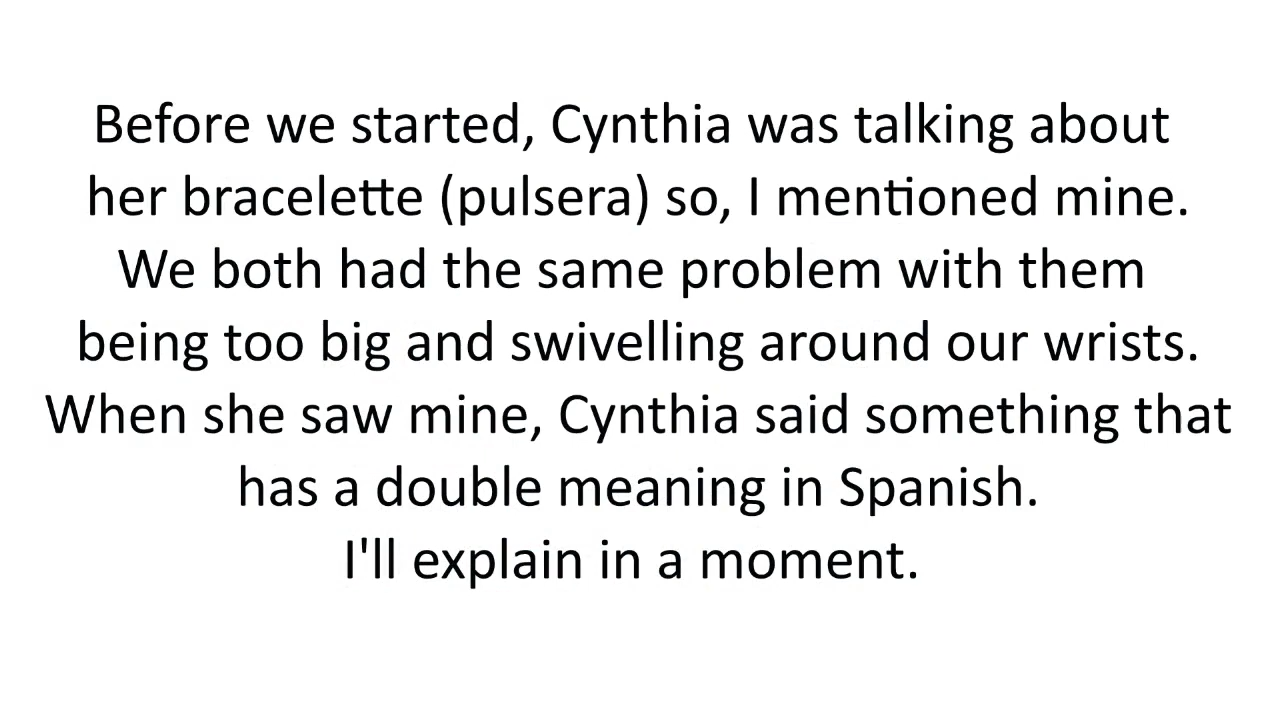 Before we started, Cynthia was talking about
her bracelette (pulsera) so, I mentioned mine.
We both had the same problem with them
being too big and swivelling around our wrists.
When she saw mine, Cynthia said something that
has a double meaning in Spanish.
I'll explain in a moment.